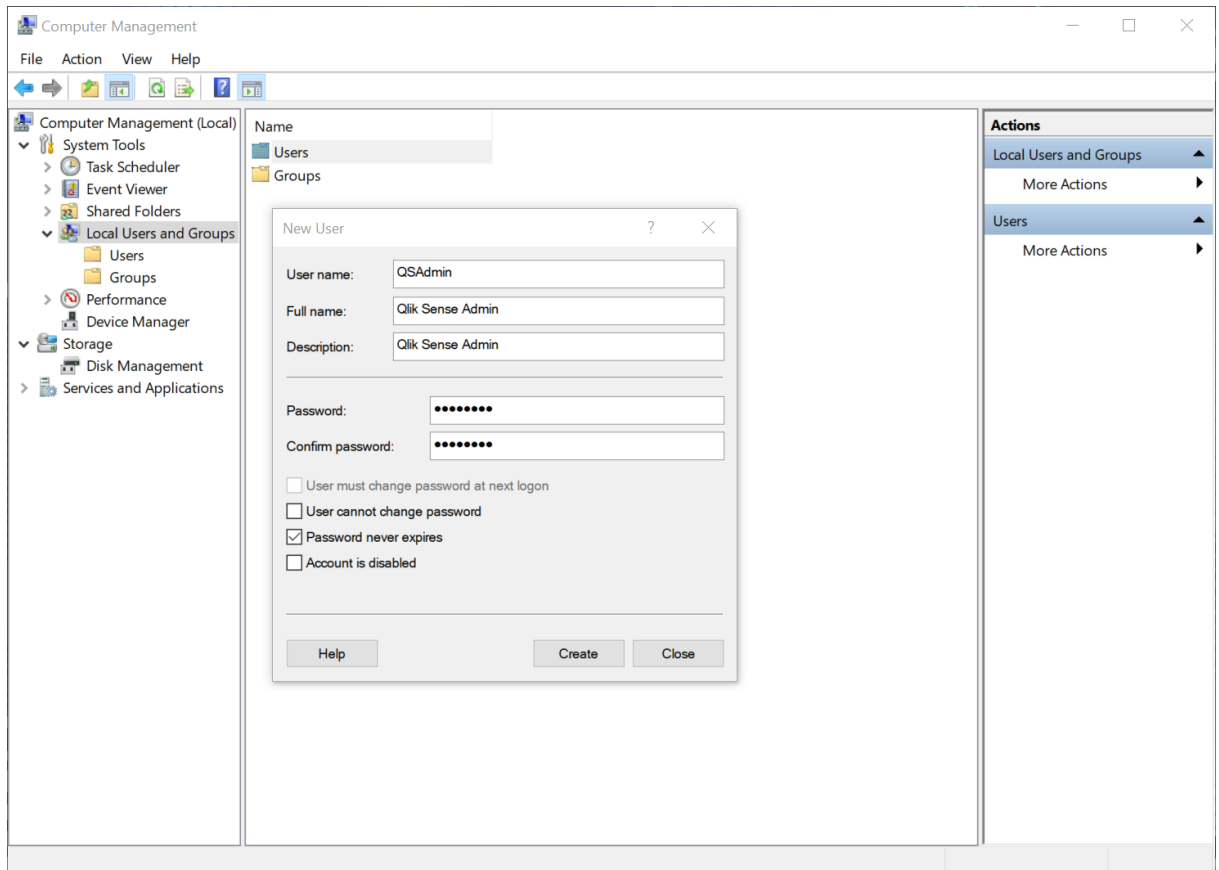 Computer Management
File Action View Help
Computer Management (Local)
System Tools
Task Scheduler
Event Viewer
Shared Folders
Local Users and Groups
Users
Groups
Performance
Device Manager
Storage
Disk Management
Services and Applications
Name
Users
Groups
New User
User name: QSAdmin
Full name: Qlik Sense Admin
Description: Qlik Sense Admin
Password: ••••••••
Confirm password: ••••••••
User must change password at next logon
User cannot change password
Password never expires
Account is disabled
Help Create Close
Actions
Local Users and Groups
More Actions
Users
More Actions